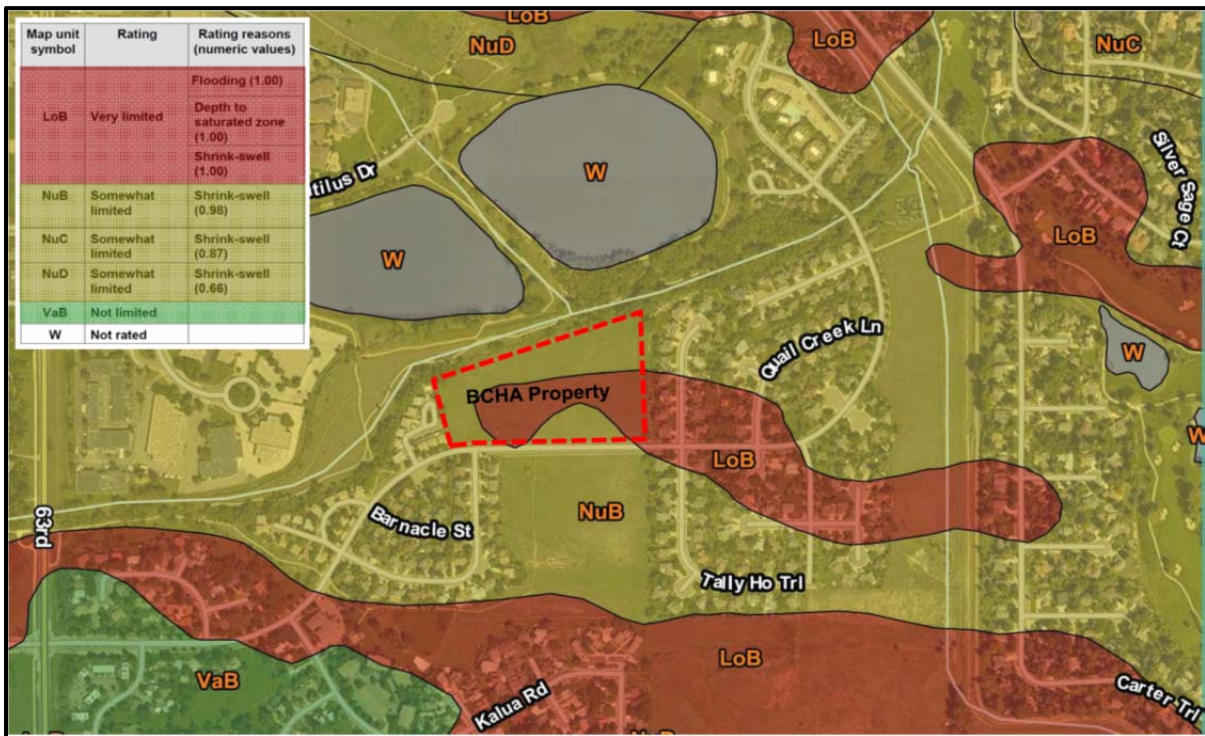 Map unit symbol Rating Rating reasons (numeric values)
LoB Very limited Flooding (1.00)
Depth to saturated zone (1.00)
Shrink-swell (1.00)
NuB Somewhat limited Shrink-swell (0.98)
NuC Somewhat limited Shrink-swell (0.87)
NuD Somewhat limited Shrink-swell (0.66)
VaB Not limited
W Not rated
LoB
NuD
LoB
NuC
W
tilus Dr
Silver Sage Ct
W
LoB
W
Quail Creek Ln
BCHA Property
W
LoB
NuB
Barnacle St
63rd
Tally Ho Trl
LoB
VaB
Kalua Rd
Carter Trl